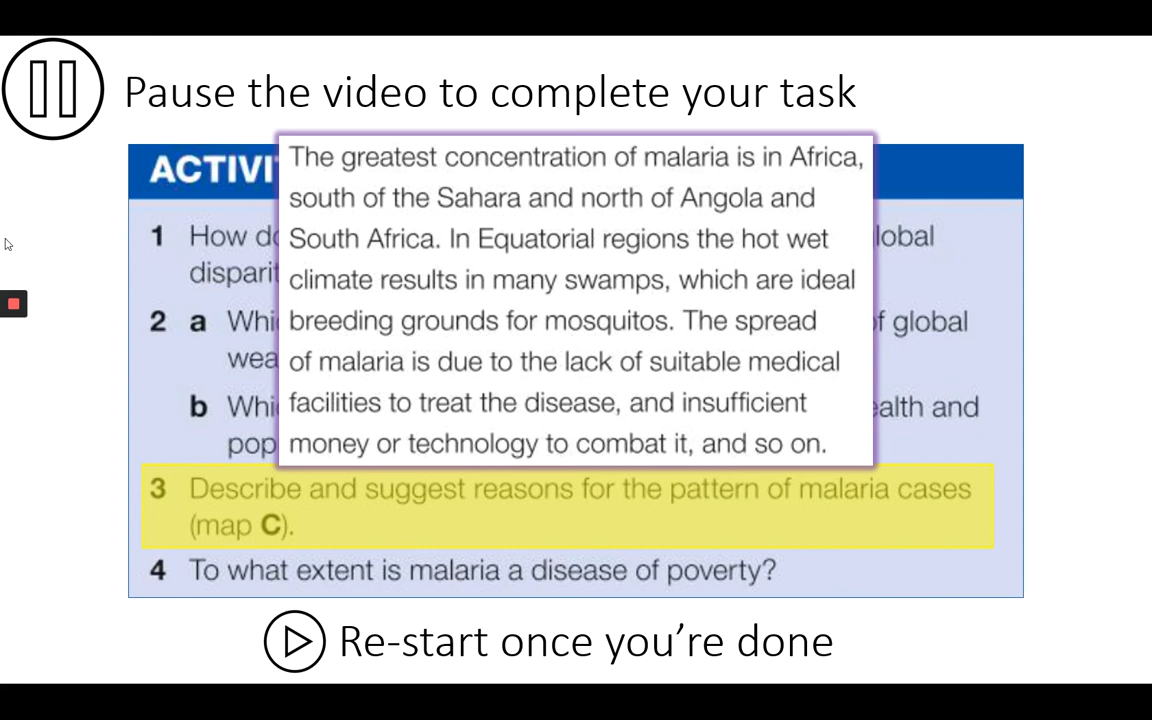 Pause the video to complete your task
ACTIVI
The greatest concentration of malaria is in Africa,
south of the Sahara and north of Angola and
South Africa. In Equatorial regions the hot wet
climate results in many swamps, which are ideal
breeding grounds for mosquitos. The spread
of malaria is due to the lack of suitable medical
facilities to treat the disease, and insufficient
money or technology to combat it, and so on.
1 How do lobal
disparit
2 a Whi f global
wea
b Whi ealth and
pop
3 Describe and suggest reasons for the pattern of malaria cases
(map C).
4 To what extent is malaria a disease of poverty?
Re-start once you're done